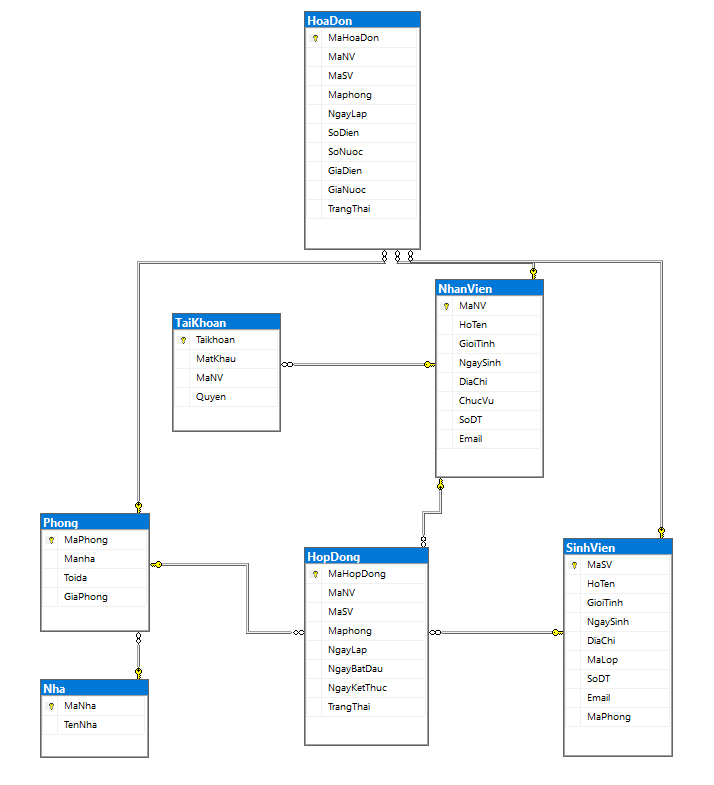 HoaDon
MaHoaDon
MaNV
MaSV
Maphong
NgayLap
SoDien
SoNuoc
GiaDien
GiaNuoc
TrangThai
NhanVien
MaNV
HoTen
GioiTinh
NgaySinh
DiaChi
ChucVu
SoDT
Email
TaiKhoan
Taikhoan
MatKhau
MaNV
Quyen
Phong
MaPhong
Manha
Toida
GiaPhong
HopDong
MaHopDong
MaNV
MaSV
Maphong
NgayLap
NgayBatDau
NgayKetThuc
TrangThai
SinhVien
MaSV
HoTen
GioiTinh
NgaySinh
DiaChi
MaLop
SoDT
Email
MaPhong
Nha
MaNha
TenNha